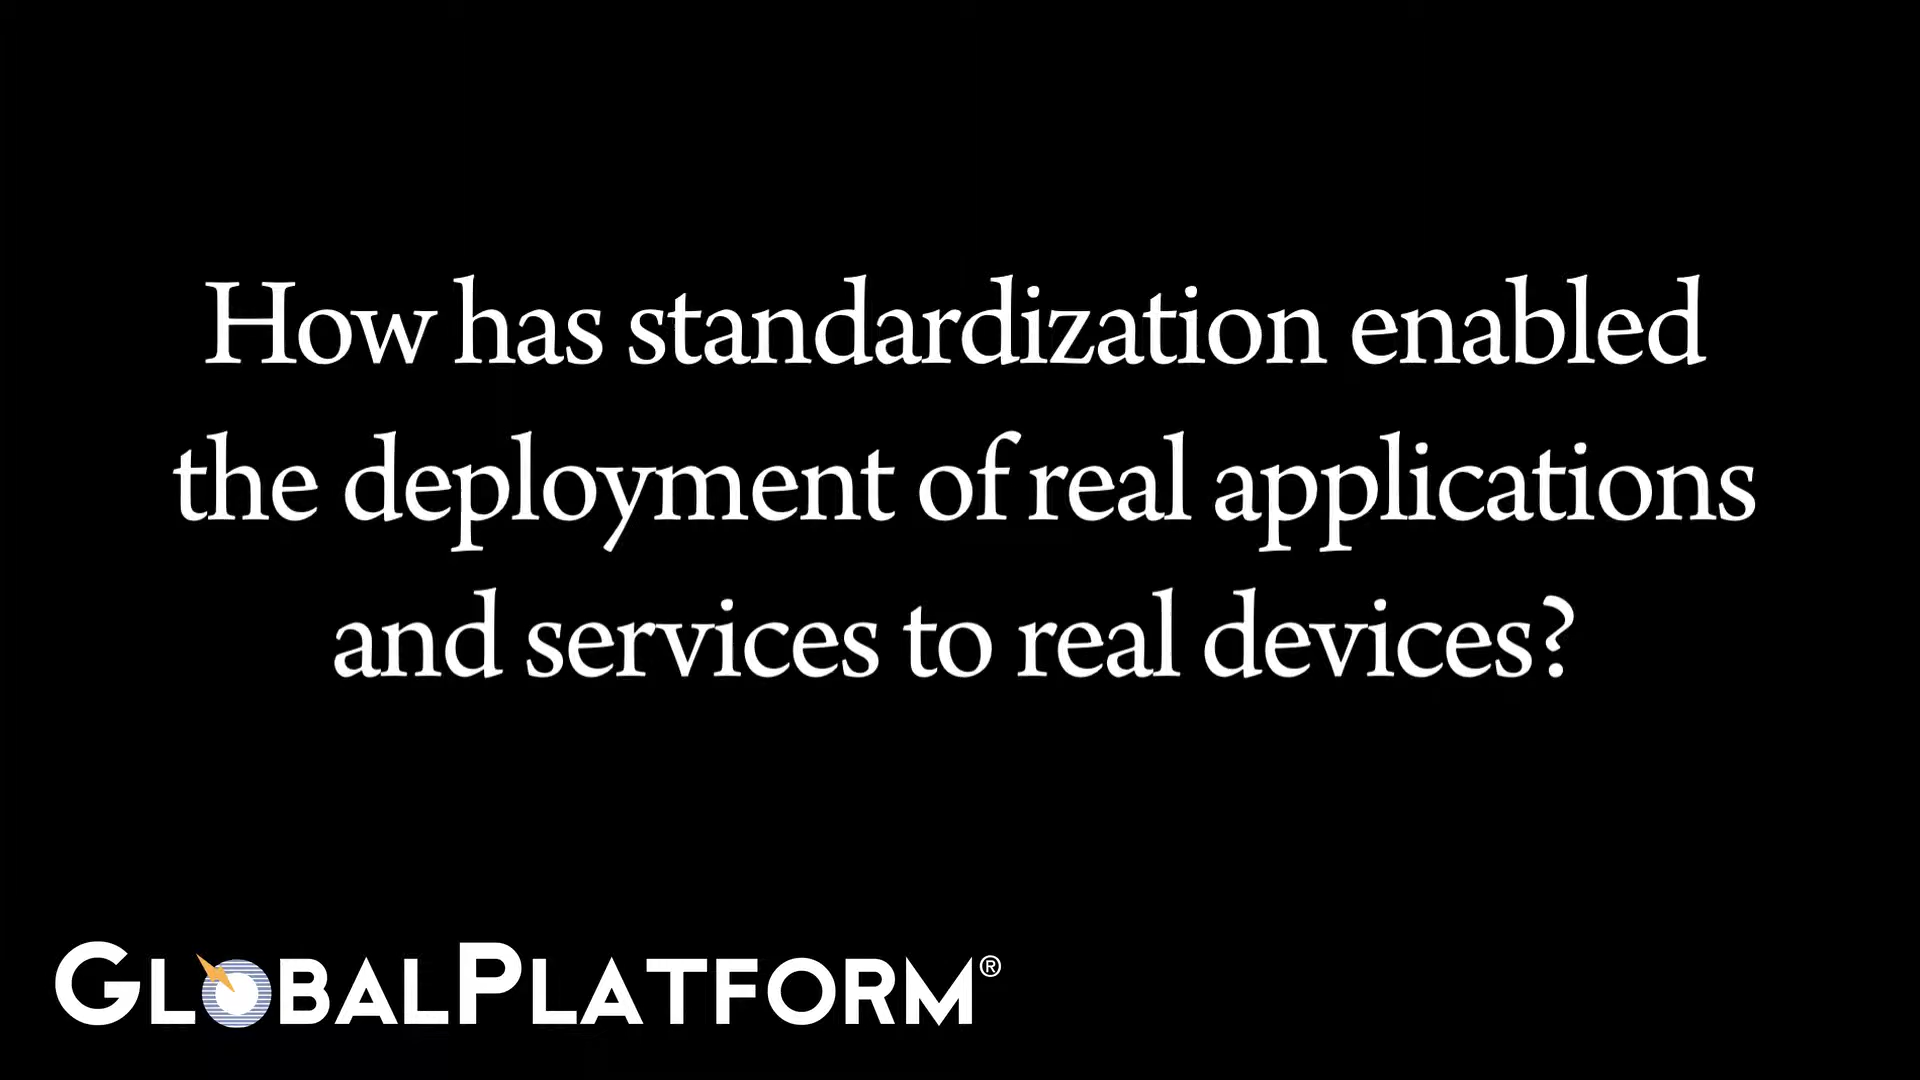 How has standardization enabled
the deployment of real applications
and services to real devices?
GLOBALPLATFORM®